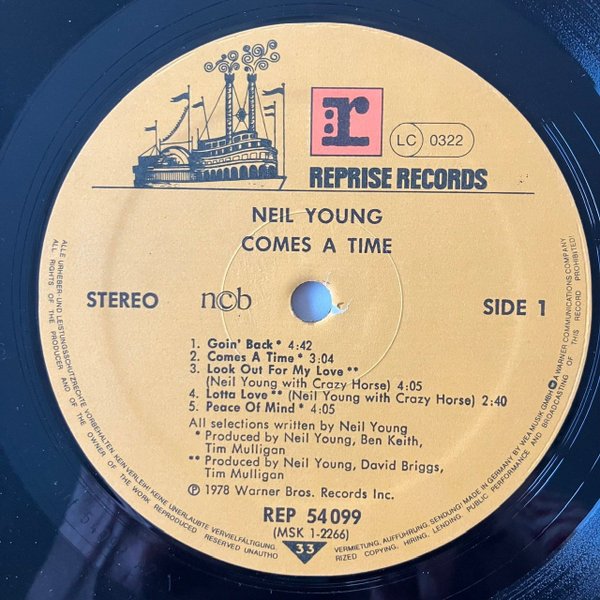 r
LC 0322
REPRISE RECORDS
NEIL YOUNG
COMES A TIME
STEREO
ncb
SIDE 1
1. Goin' Back* 4:42
2. Comes A Time* 3:04
3. Look Out For My Love**
(Neil Young with Crazy Horse) 4:05
4. Lotta Love** (Neil Young with Crazy Horse) 2:40
5. Peace Of Mind* 4:05
All selections written by Neil Young
* Produced by Neil Young, Ben Keith,
Tim Mulligan
** Produced by Neil Young, David Briggs,
Tim Mulligan
℗ 1978 Warner Bros. Records Inc.
REP 54 099
(MSK 1-2266)
33
ALLE URHEBER- UND LEISTUNGSSCHUTZRECHTE VORBEHALTEN. KEIN VERLEIH! KEINE UNERLAUBTE VERVIELFÄLTIGUNG,
VERMIETUNG, AUFFÜHRUNG, SENDUNG! MADE IN GERMANY BY WEA MUSIK GMBH A WARNER COMMUNICATIONS COMPANY
ALL RIGHTS OF THE PRODUCER AND OF THE OWNER OF THE WORK REPRODUCED RESERVED UNAUTHO
RIZED COPYING, HIRING, LENDING, PUBLIC PERFORMANCE AND BROADCASTING OF THIS RECORD PROHIBITED!